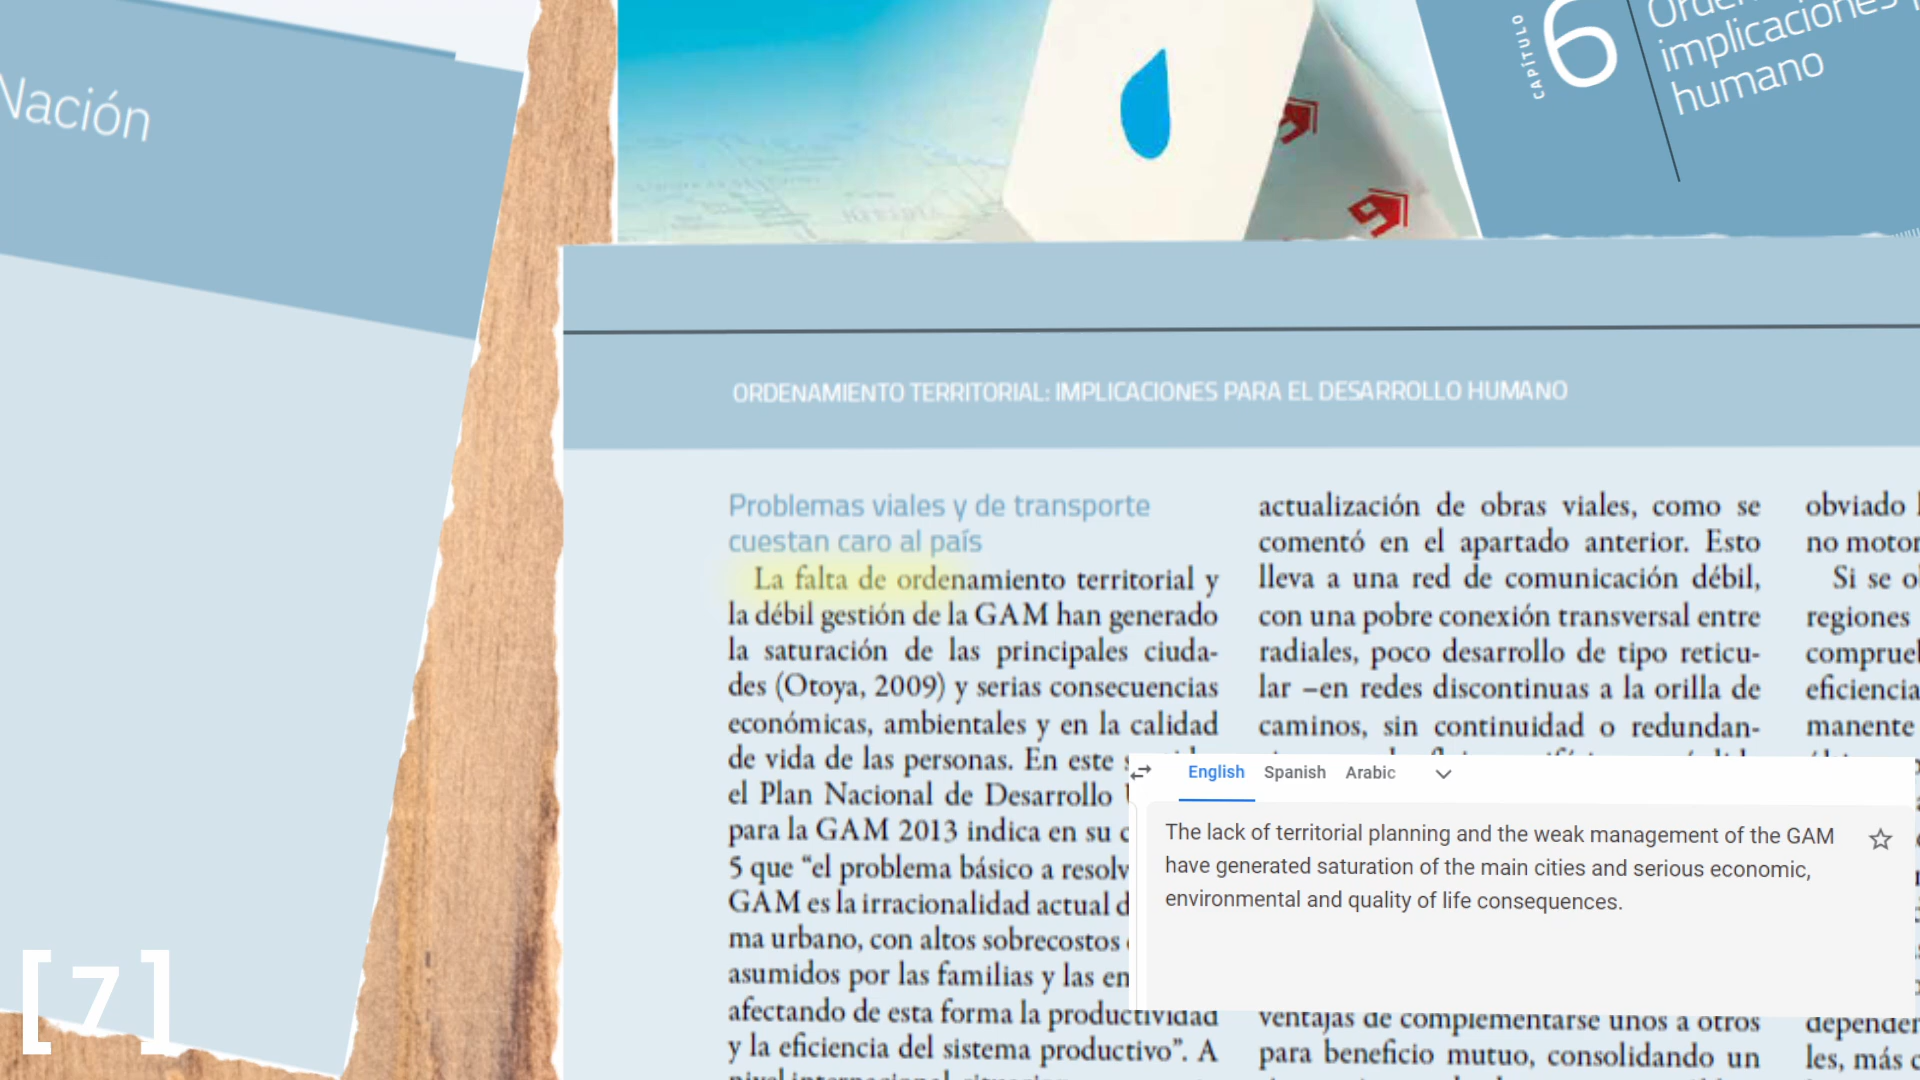 Nación
CAPÍTULO
6
implicaciones
humano
ORDENAMIENTO TERRITORIAL: IMPLICACIONES PARA EL DESARROLLO HUMANO
Problemas viales y de transporte
cuestan caro al país
La falta de ordenamiento territorial y
la débil gestión de la GAM han generado
la saturación de las principales ciuda-
des (Otoya, 2009) y serias consecuencias
económicas, ambientales y en la calidad
de vida de las personas. En este
el Plan Nacional de Desarrollo
para la GAM 2013 indica en su
5 que “el problema básico a
GAM es la irracionalidad actual
ma urbano, con altos sobrecostos
asumidos por las familias y las
afectando de esta forma la productividad
y la eficiencia del sistema productivo”. A
actualización de obras viales, como se
comentó en el apartado anterior. Esto
lleva a una red de comunicación débil,
con una pobre conexión transversal entre
radiales, poco desarrollo de tipo reticu-
lar –en redes discontinuas a la orilla de
caminos, sin continuidad o redundan-
ventajas de complementarse unos a otros
para beneficio mutuo, consolidando un
obviado
no
Si se
regiones
manente
les, más
English Spanish Arabic
The lack of territorial planning and the weak management of the GAM
have generated saturation of the main cities and serious economic,
environmental and quality of life consequences.
[7]